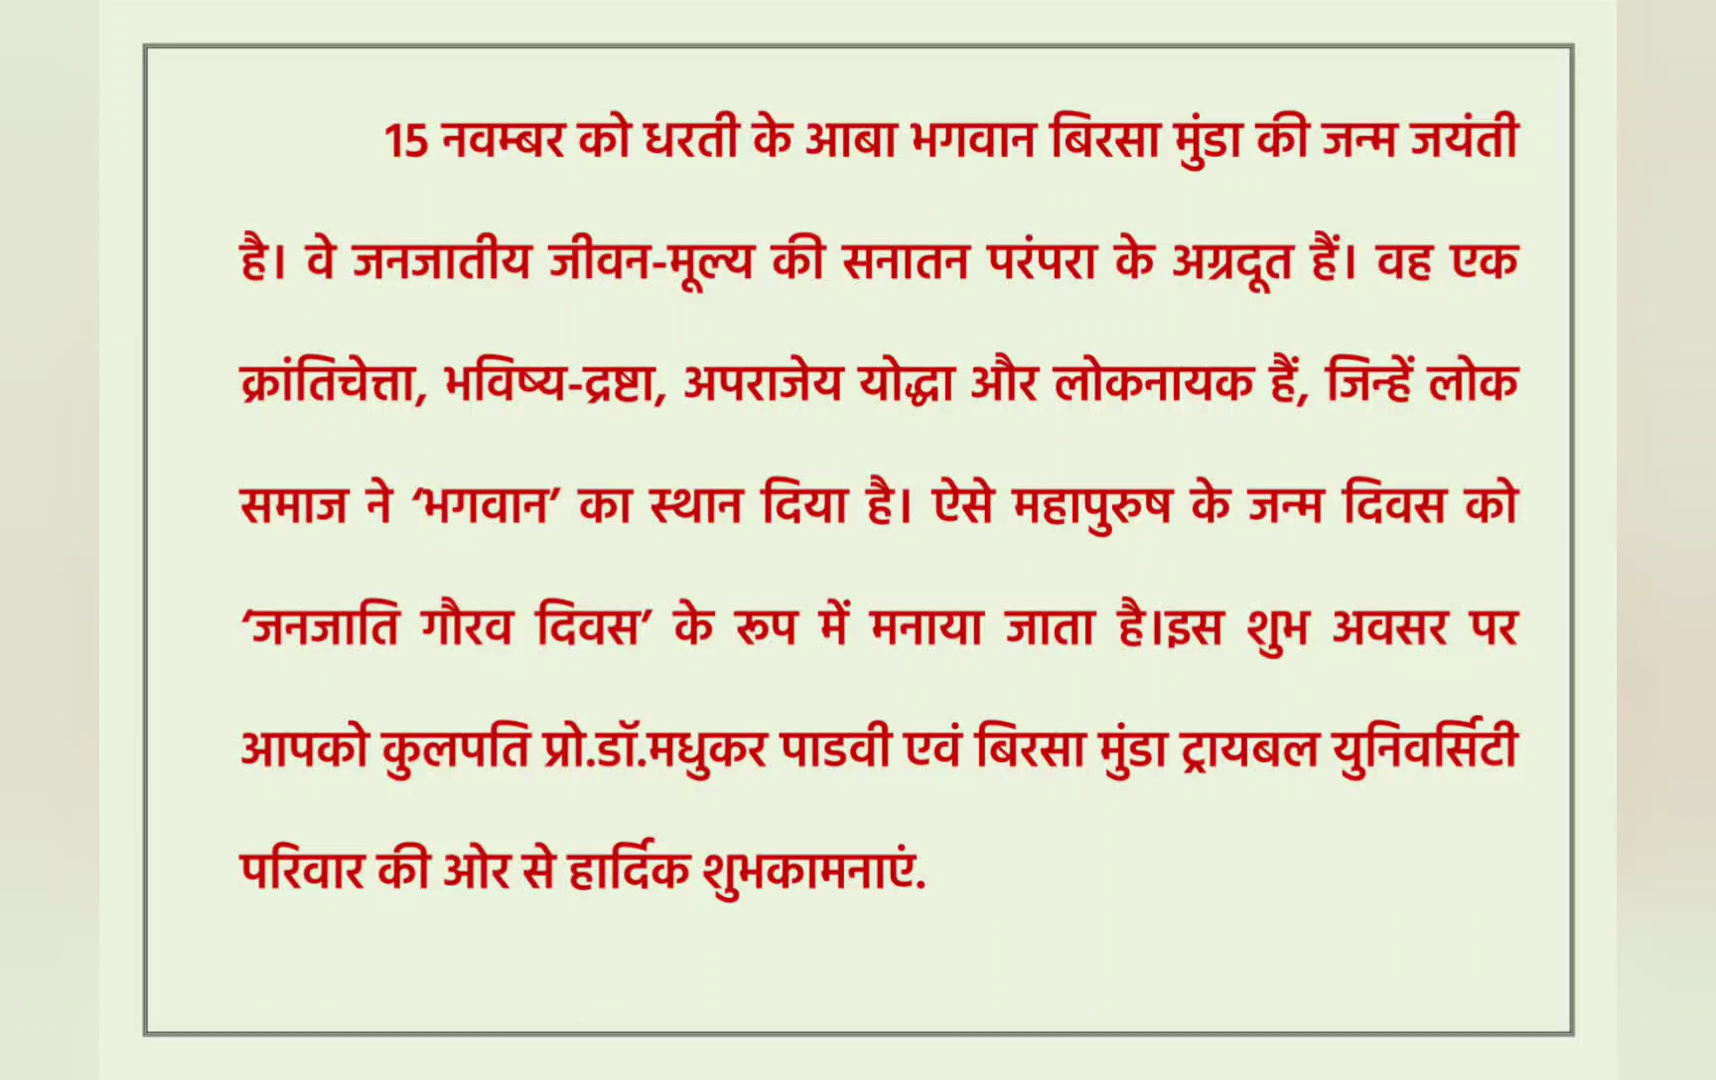 15 नवम्बर को धरती के आबा भगवान बिरसा मुंडा की जन्म जयंती
है। वे जनजातीय जीवन-मूल्य की सनातन परंपरा के अग्रदूत हैं। वह एक
क्रांतिचेत्ता, भविष्य-द्रष्टा, अपराजेय योद्धा और लोकनायक हैं, जिन्हें लोक
समाज ने ‘भगवान’ का स्थान दिया है। ऐसे महापुरुष के जन्म दिवस को
‘जनजाति गौरव दिवस’ के रूप में मनाया जाता है।इस शुभ अवसर पर
आपको कुलपति प्रो.डॉ.मधुकर पाडवी एवं बिरसा मुंडा ट्रायबल युनिवर्सिटी
परिवार की ओर से हार्दिक शुभकामनाएं.